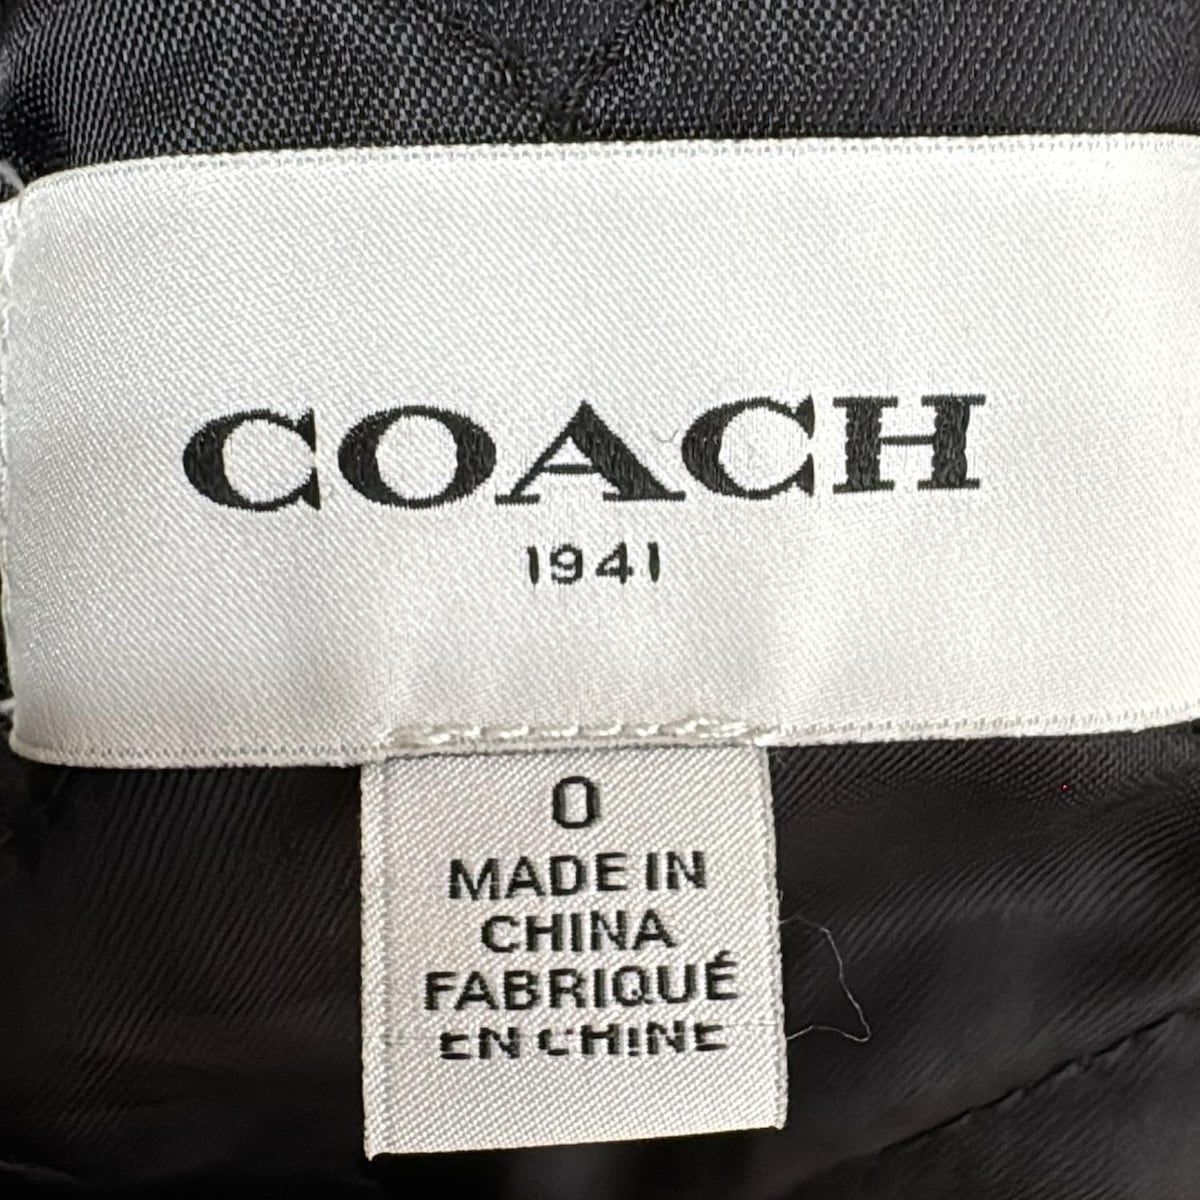 COACH
1941
0
MADE IN
CHINA
FABRIQUÉ
EN CHINE